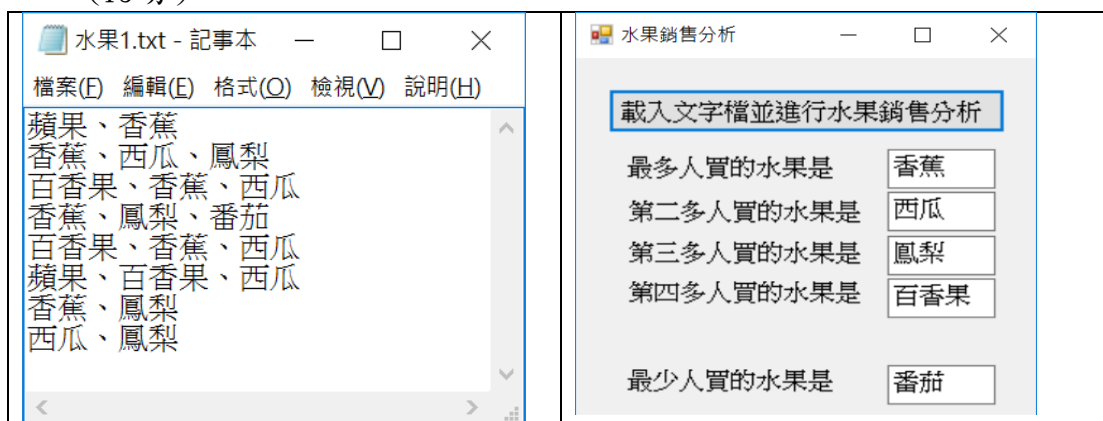 水果1.txt - 記事本
檔案(F) 編輯(E) 格式(O) 檢視(V) 說明(H)
蘋果、香蕉
香蕉、西瓜、鳳梨
百香果、香蕉、西瓜
香蕉、鳳梨、番茄
百香果、香蕉、西瓜
蘋果、百香果、西瓜
香蕉、鳳梨
西瓜、鳳梨
水果銷售分析
載入文字檔並進行水果銷售分析
最多人買的水果是 香蕉
第二多人買的水果是 西瓜
第三多人買的水果是 鳳梨
第四多人買的水果是 百香果
最少人買的水果是 番茄